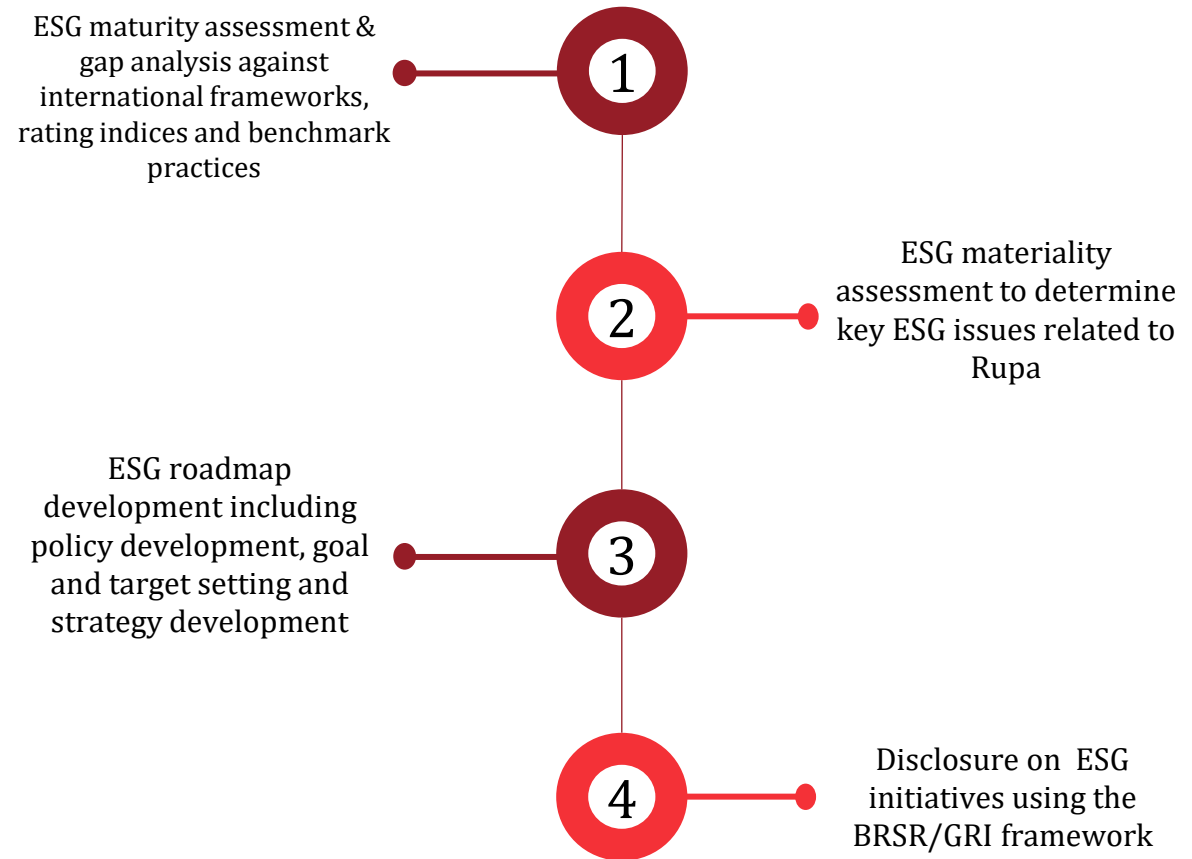 ESG maturity assessment &
gap analysis against
international frameworks,
rating indices and benchmark
practices
1
2
ESG materiality
assessment to determine
key ESG issues related to
Rupa
ESG roadmap
development including
policy development, goal
and target setting and
strategy development
3
4
Disclosure on  ESG
initiatives using the
BRSR/GRI framework